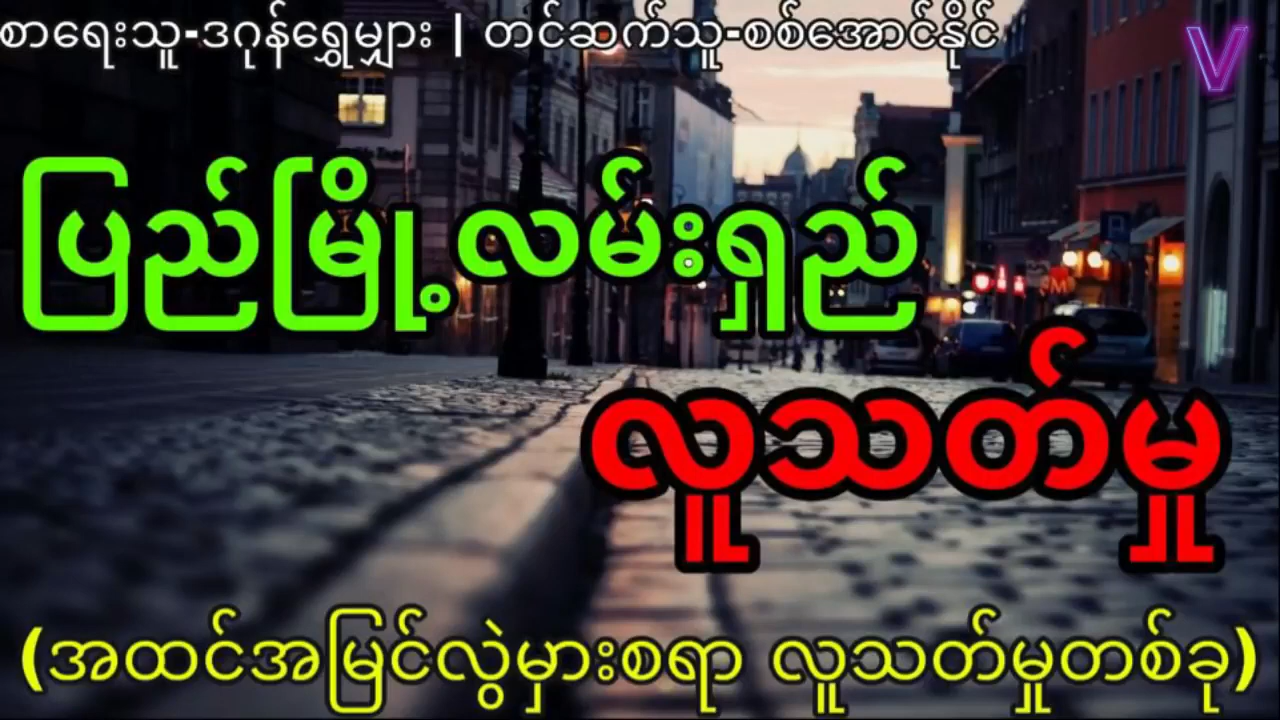 စာရေးသူ-ဒဂုန်ရွှေမျှား | တင်ဆက်သူ-စစ်အောင်နိုင်
V
ပြည်မြို့လမ်းရှည်
လူသတ်မှု
(အထင်အမြင်လွဲမှားစရာ လူသတ်မှုတစ်ခု)